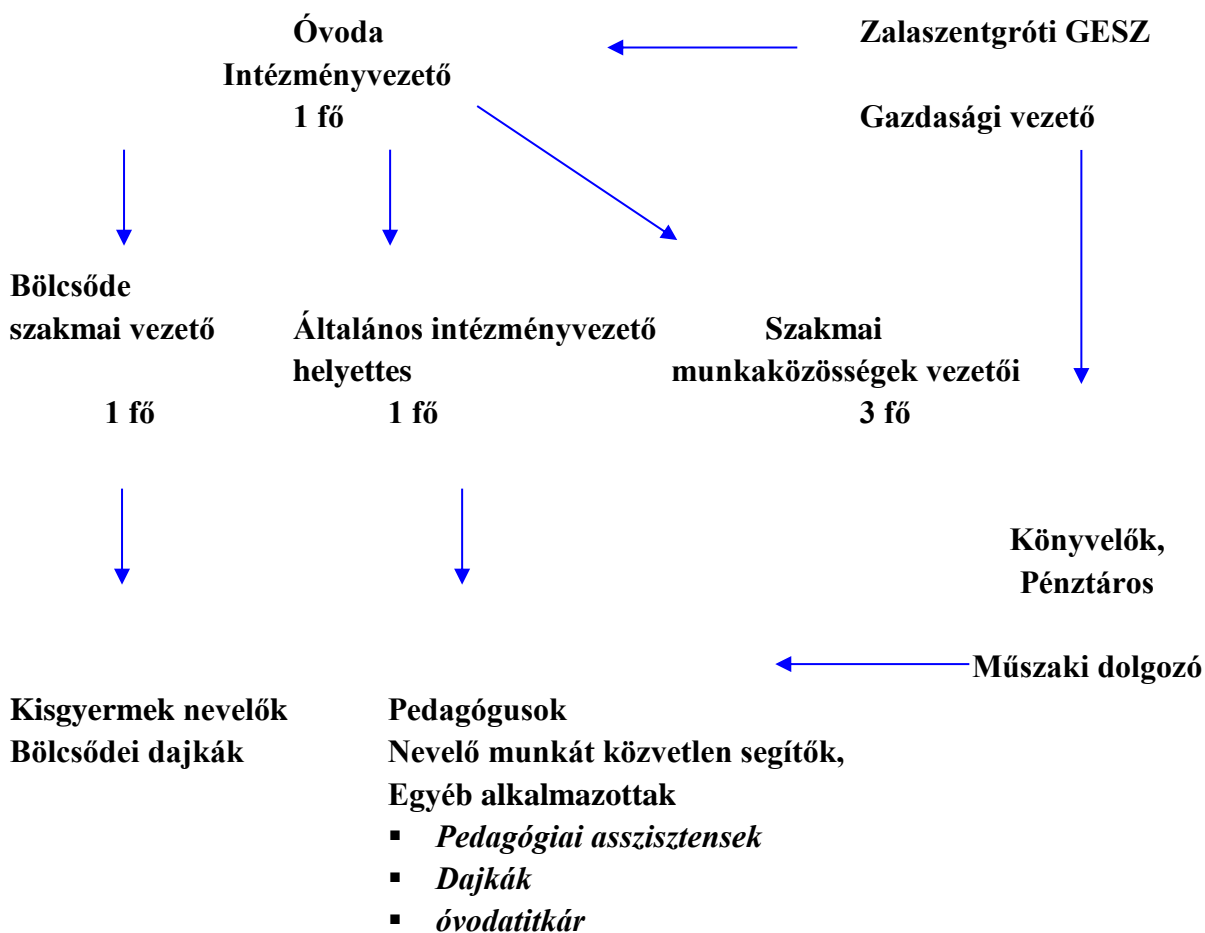 Óvoda
Intézményvezető
1 fő
Zalaszentgróti GESZ
Gazdasági vezető
Bölcsőde
szakmai vezető
1 fő
Általános intézményvezető
helyettes
1 fő
Szakmai
munkaközösségek vezetői
3 fő
Könyvelők,
Pénztáros
Műszaki dolgozó
Kisgyermek nevelők
Bölcsődei dajkák
Pedagógusok
Nevelő munkát közvetlen segítők,
Egyéb alkalmazottak
▪ Pedagógiai asszisztensek
▪ Dajkák
▪ óvodatitkár